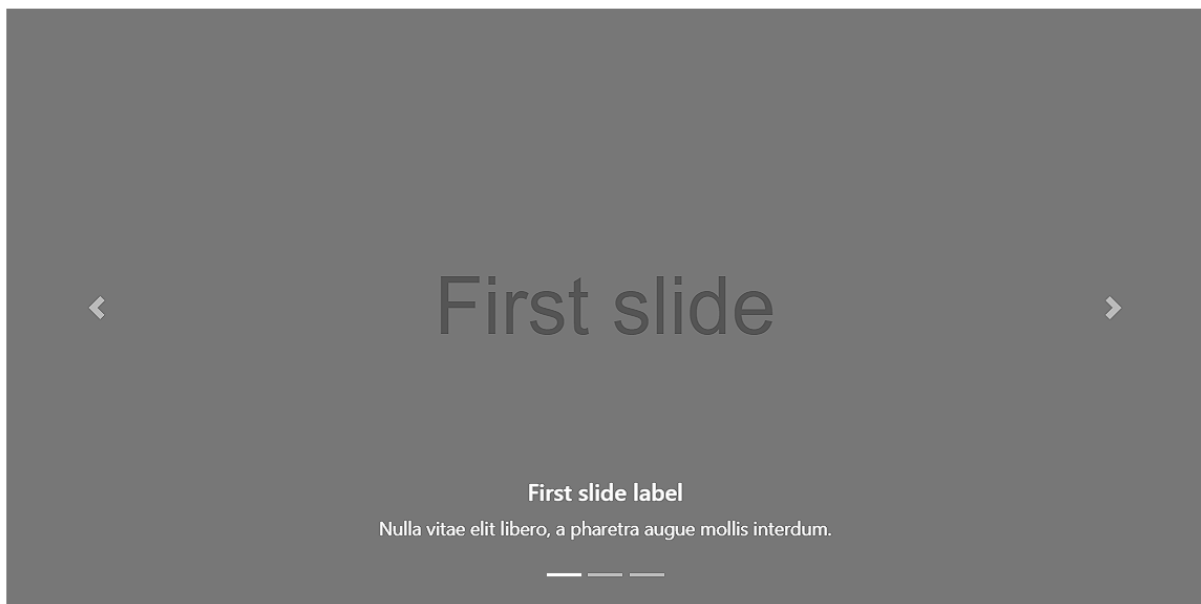 First slide
First slide label
Nulla vitae elit libero, a pharetra augue mollis interdum.